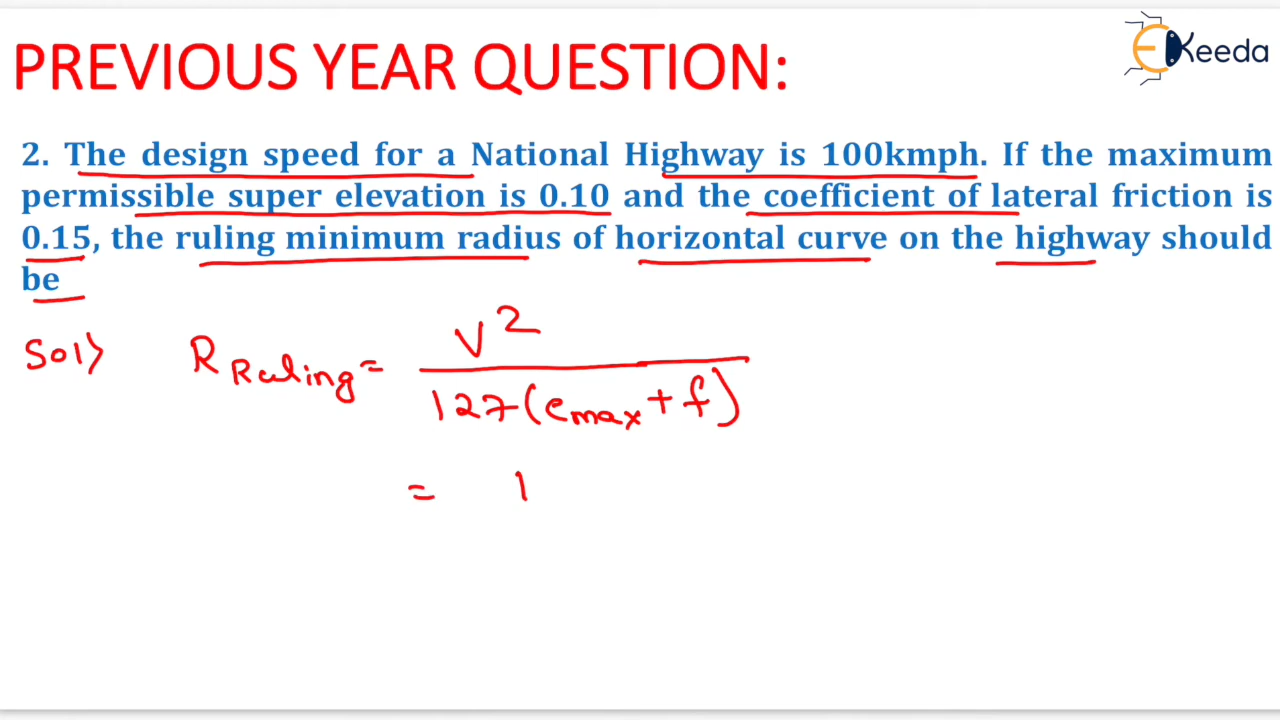 PREVIOUS YEAR QUESTION:
EKeeda
2. The design speed for a National Highway is 100kmph. If the maximum
permissible super elevation is 0.10 and the coefficient of lateral friction is
0.15, the ruling minimum radius of horizontal curve on the highway should
be
Sol> R Ruling = V²
127(emax+f)
= 1